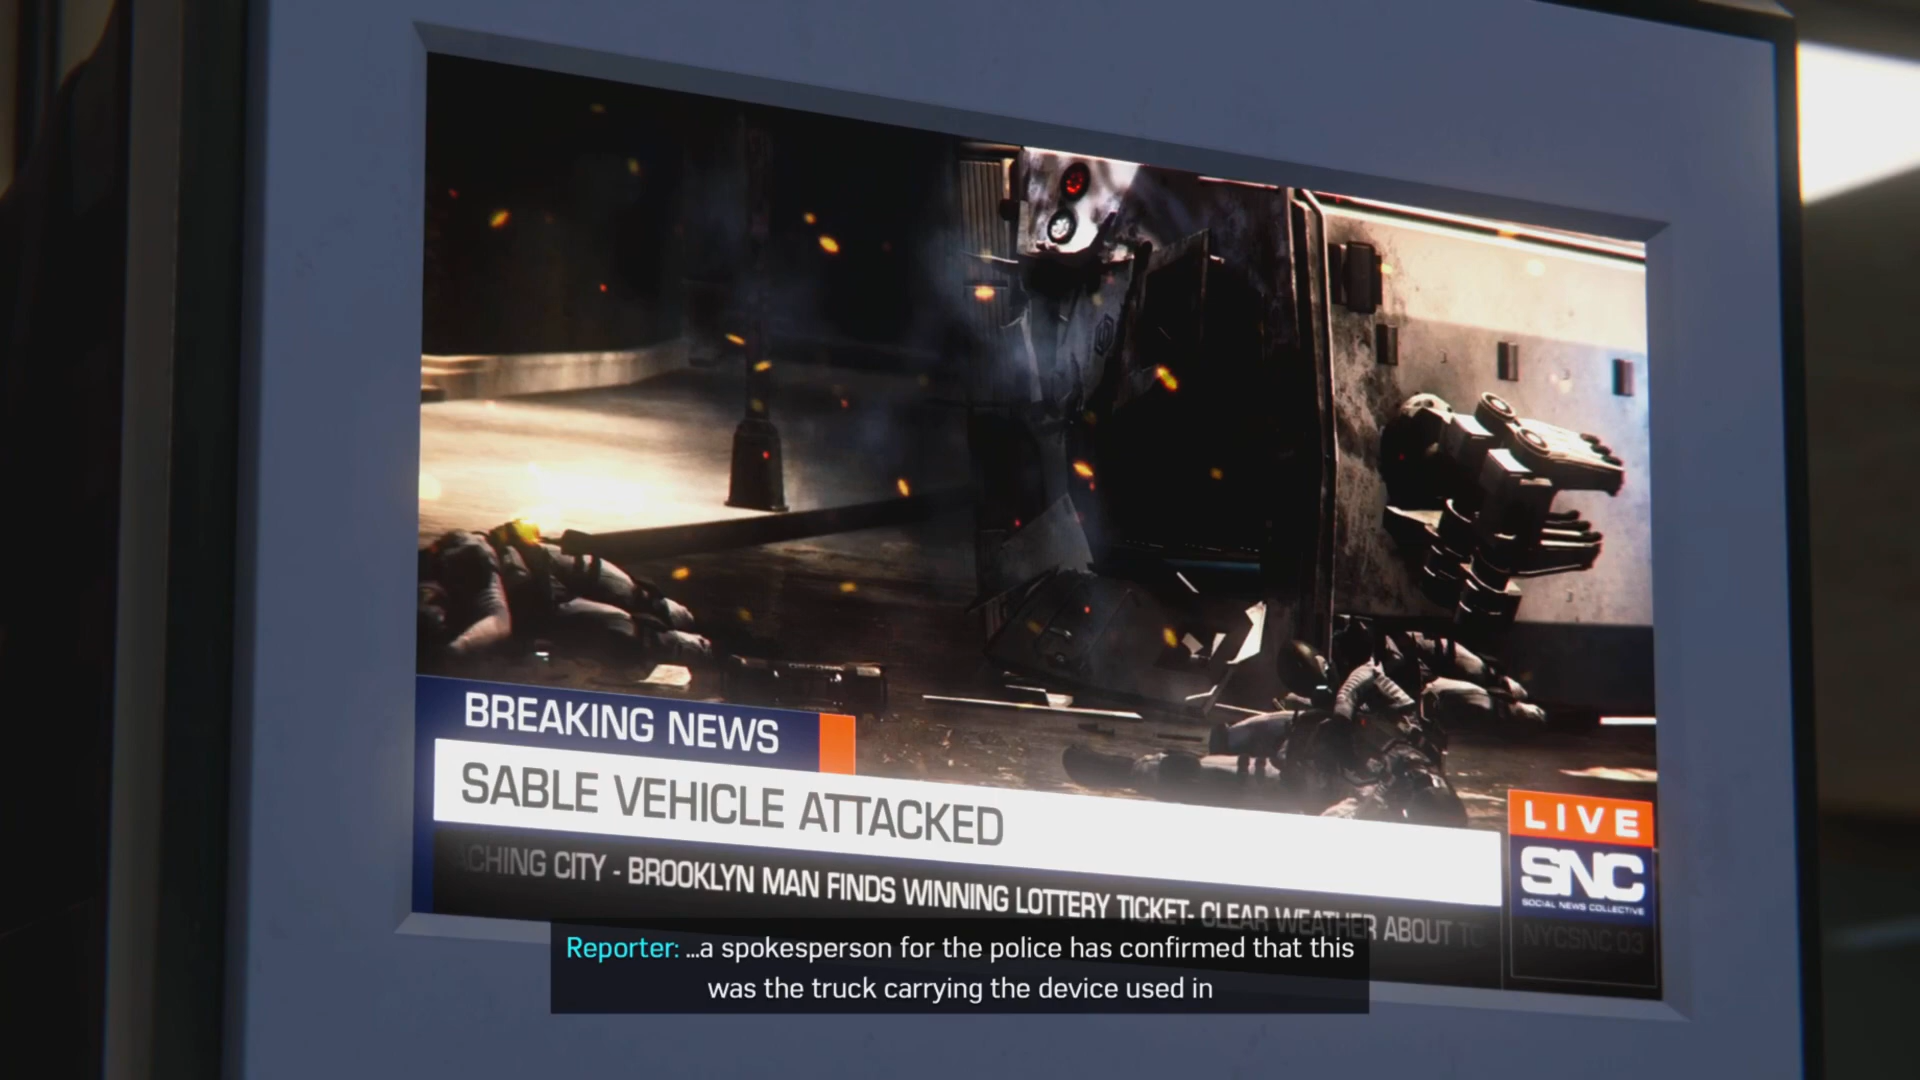 BREAKING NEWS
SABLE VEHICLE ATTACKED
ACHING CITY - BROOKLYN MAN FINDS WINNING LOTTERY TICKET- CLEAR WEATHER ABOUT TO
LIVE
SNC
SOCIAL NEWS COLLECTIVE
NYCSNC 03
Reporter: ...a spokesperson for the police has confirmed that this
was the truck carrying the device used in